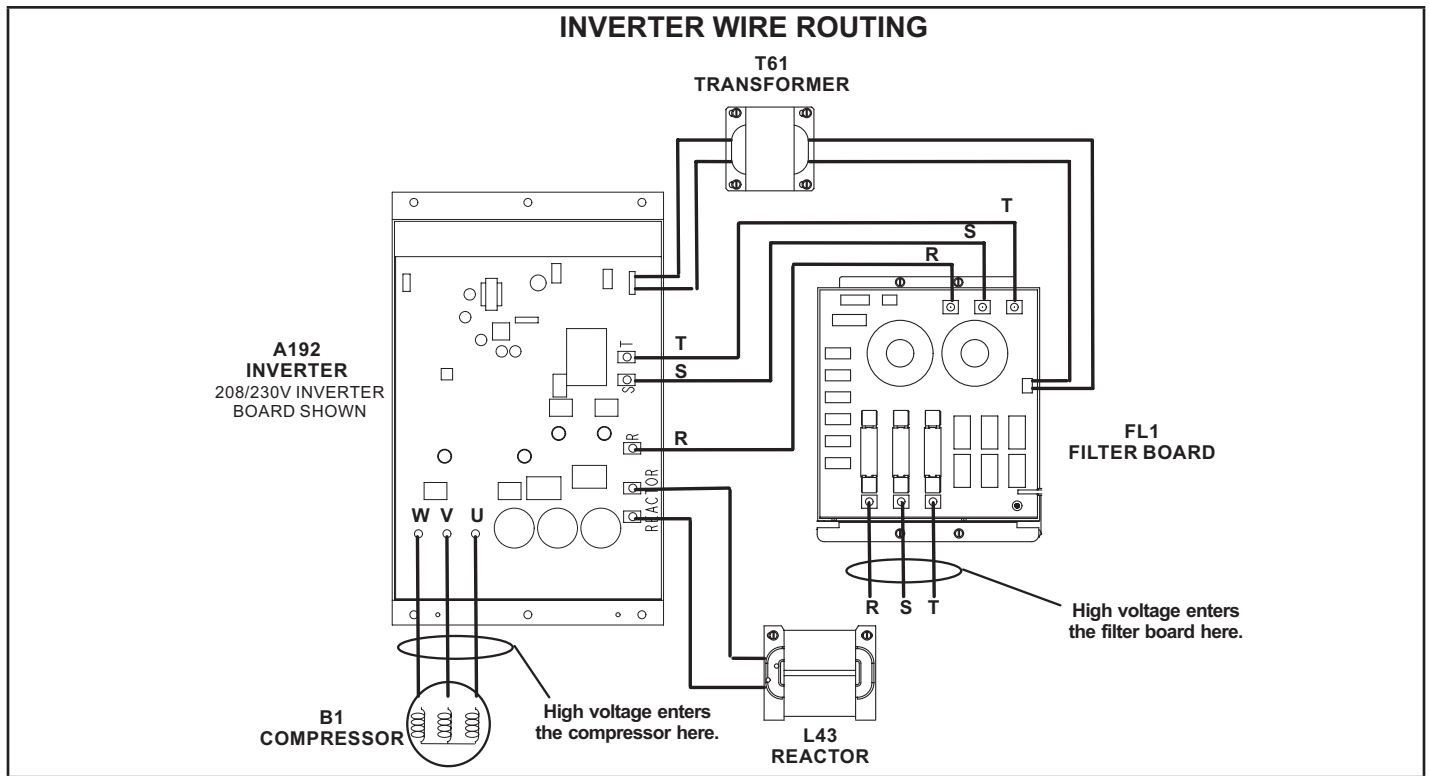 INVERTER WIRE ROUTING
T61
TRANSFORMER
T
S
R
A192
INVERTER
208/230V INVERTER
BOARD SHOWN
T
T
S
S
R
R
REACTOR
W V U
FL1
FILTER BOARD
R S T
High voltage enters
the filter board here.
B1
COMPRESSOR
High voltage enters
the compressor here.
L43
REACTOR